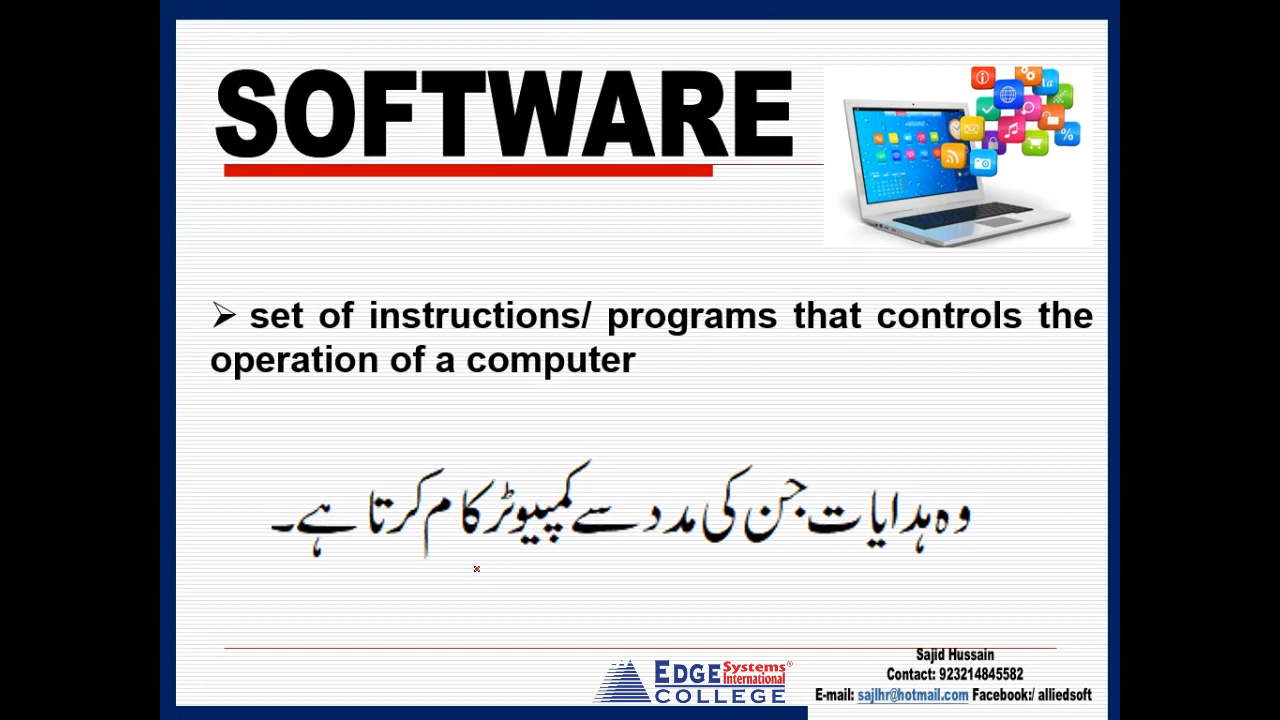 SOFTWARE
➢ set of instructions/ programs that controls the
operation of a computer
وہ ہدایات جن کی مدد سے کمپیوٹر کام کرتا ہے۔
EDGE Systems International ®
COLLEGE
Sajid Hussain
Contact: 923214845582
E-mail: sajlhr@hotmail.com Facebook:/ alliedsoft